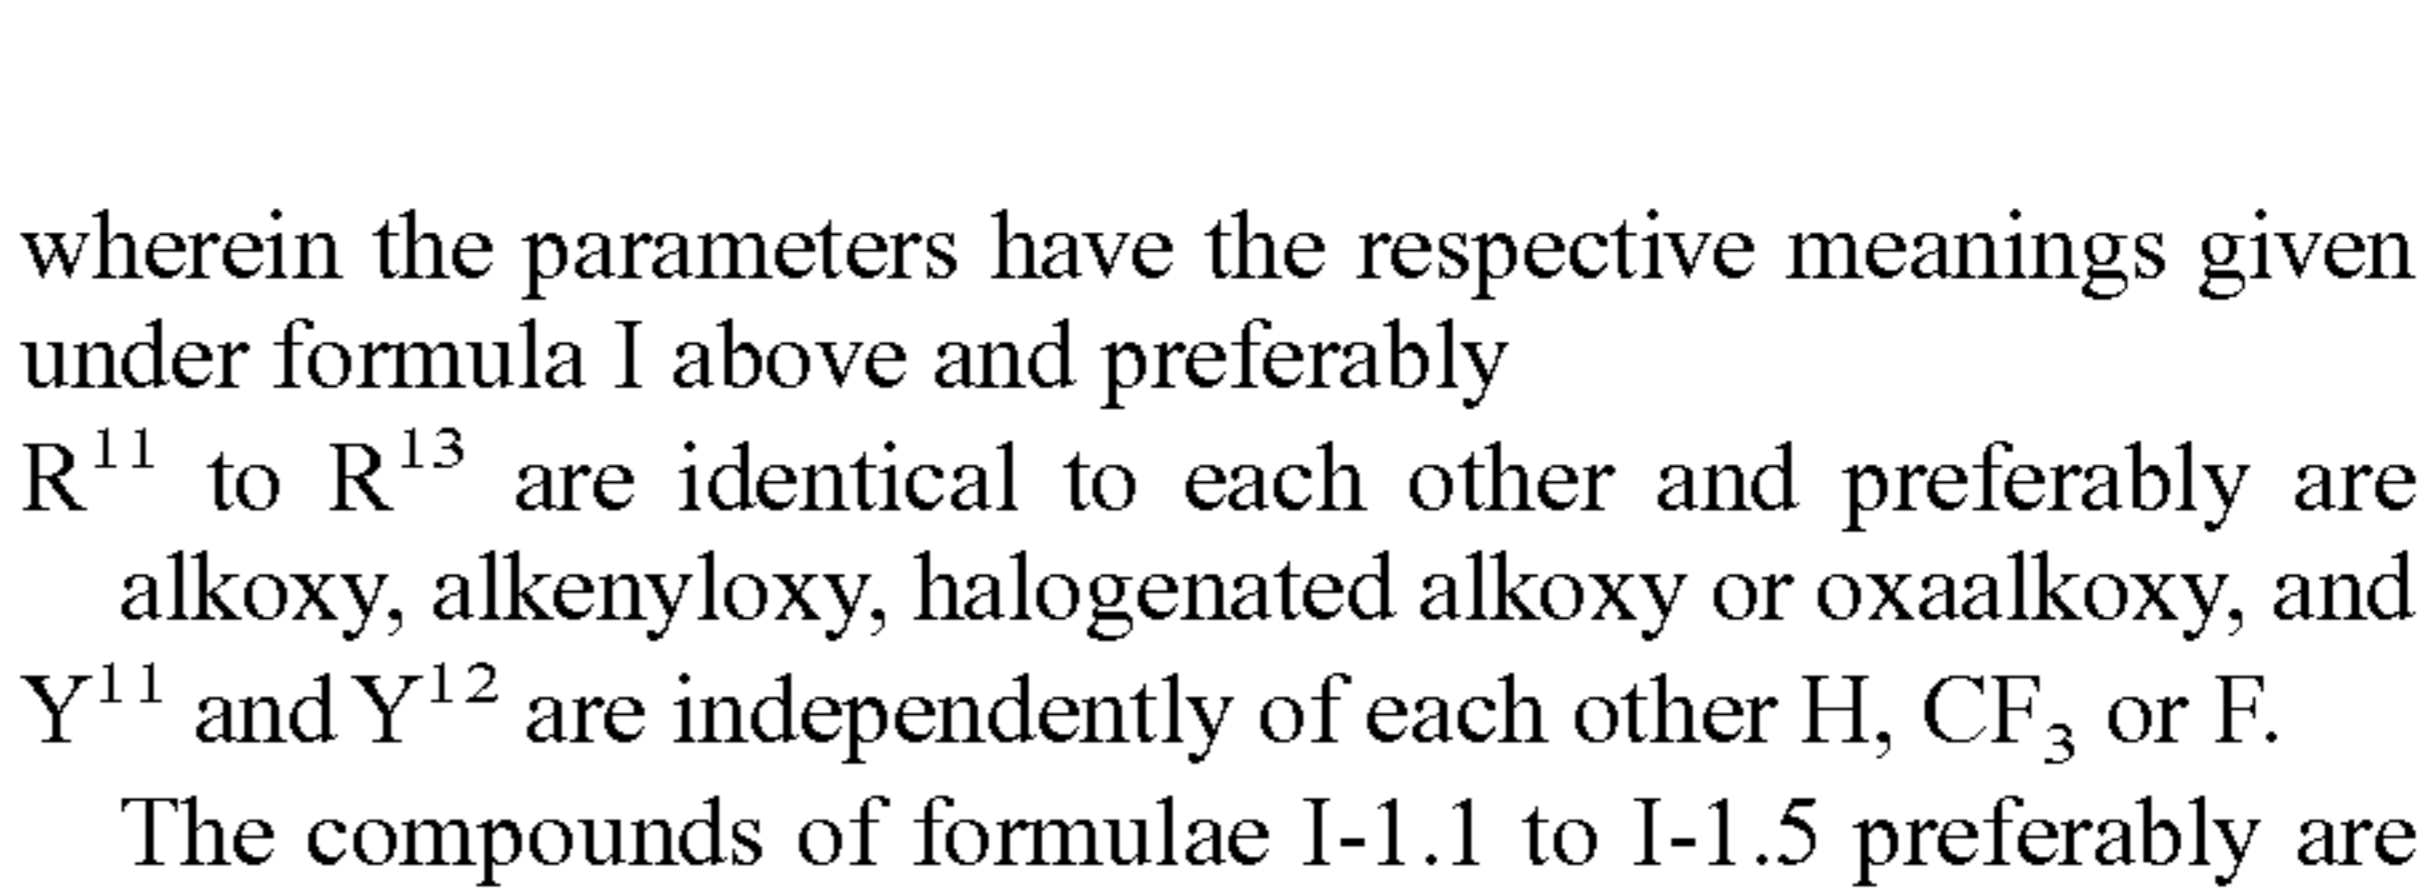 wherein the parameters have the respective meanings given
under formula I above and preferably
R¹¹ to R¹³ are identical to each other and preferably are
alkoxy, alkenyloxy, halogenated alkoxy or oxaalkoxy, and
Y¹¹ and Y¹² are independently of each other H, CF₃ or F.
The compounds of formulae I-1.1 to I-1.5 preferably are